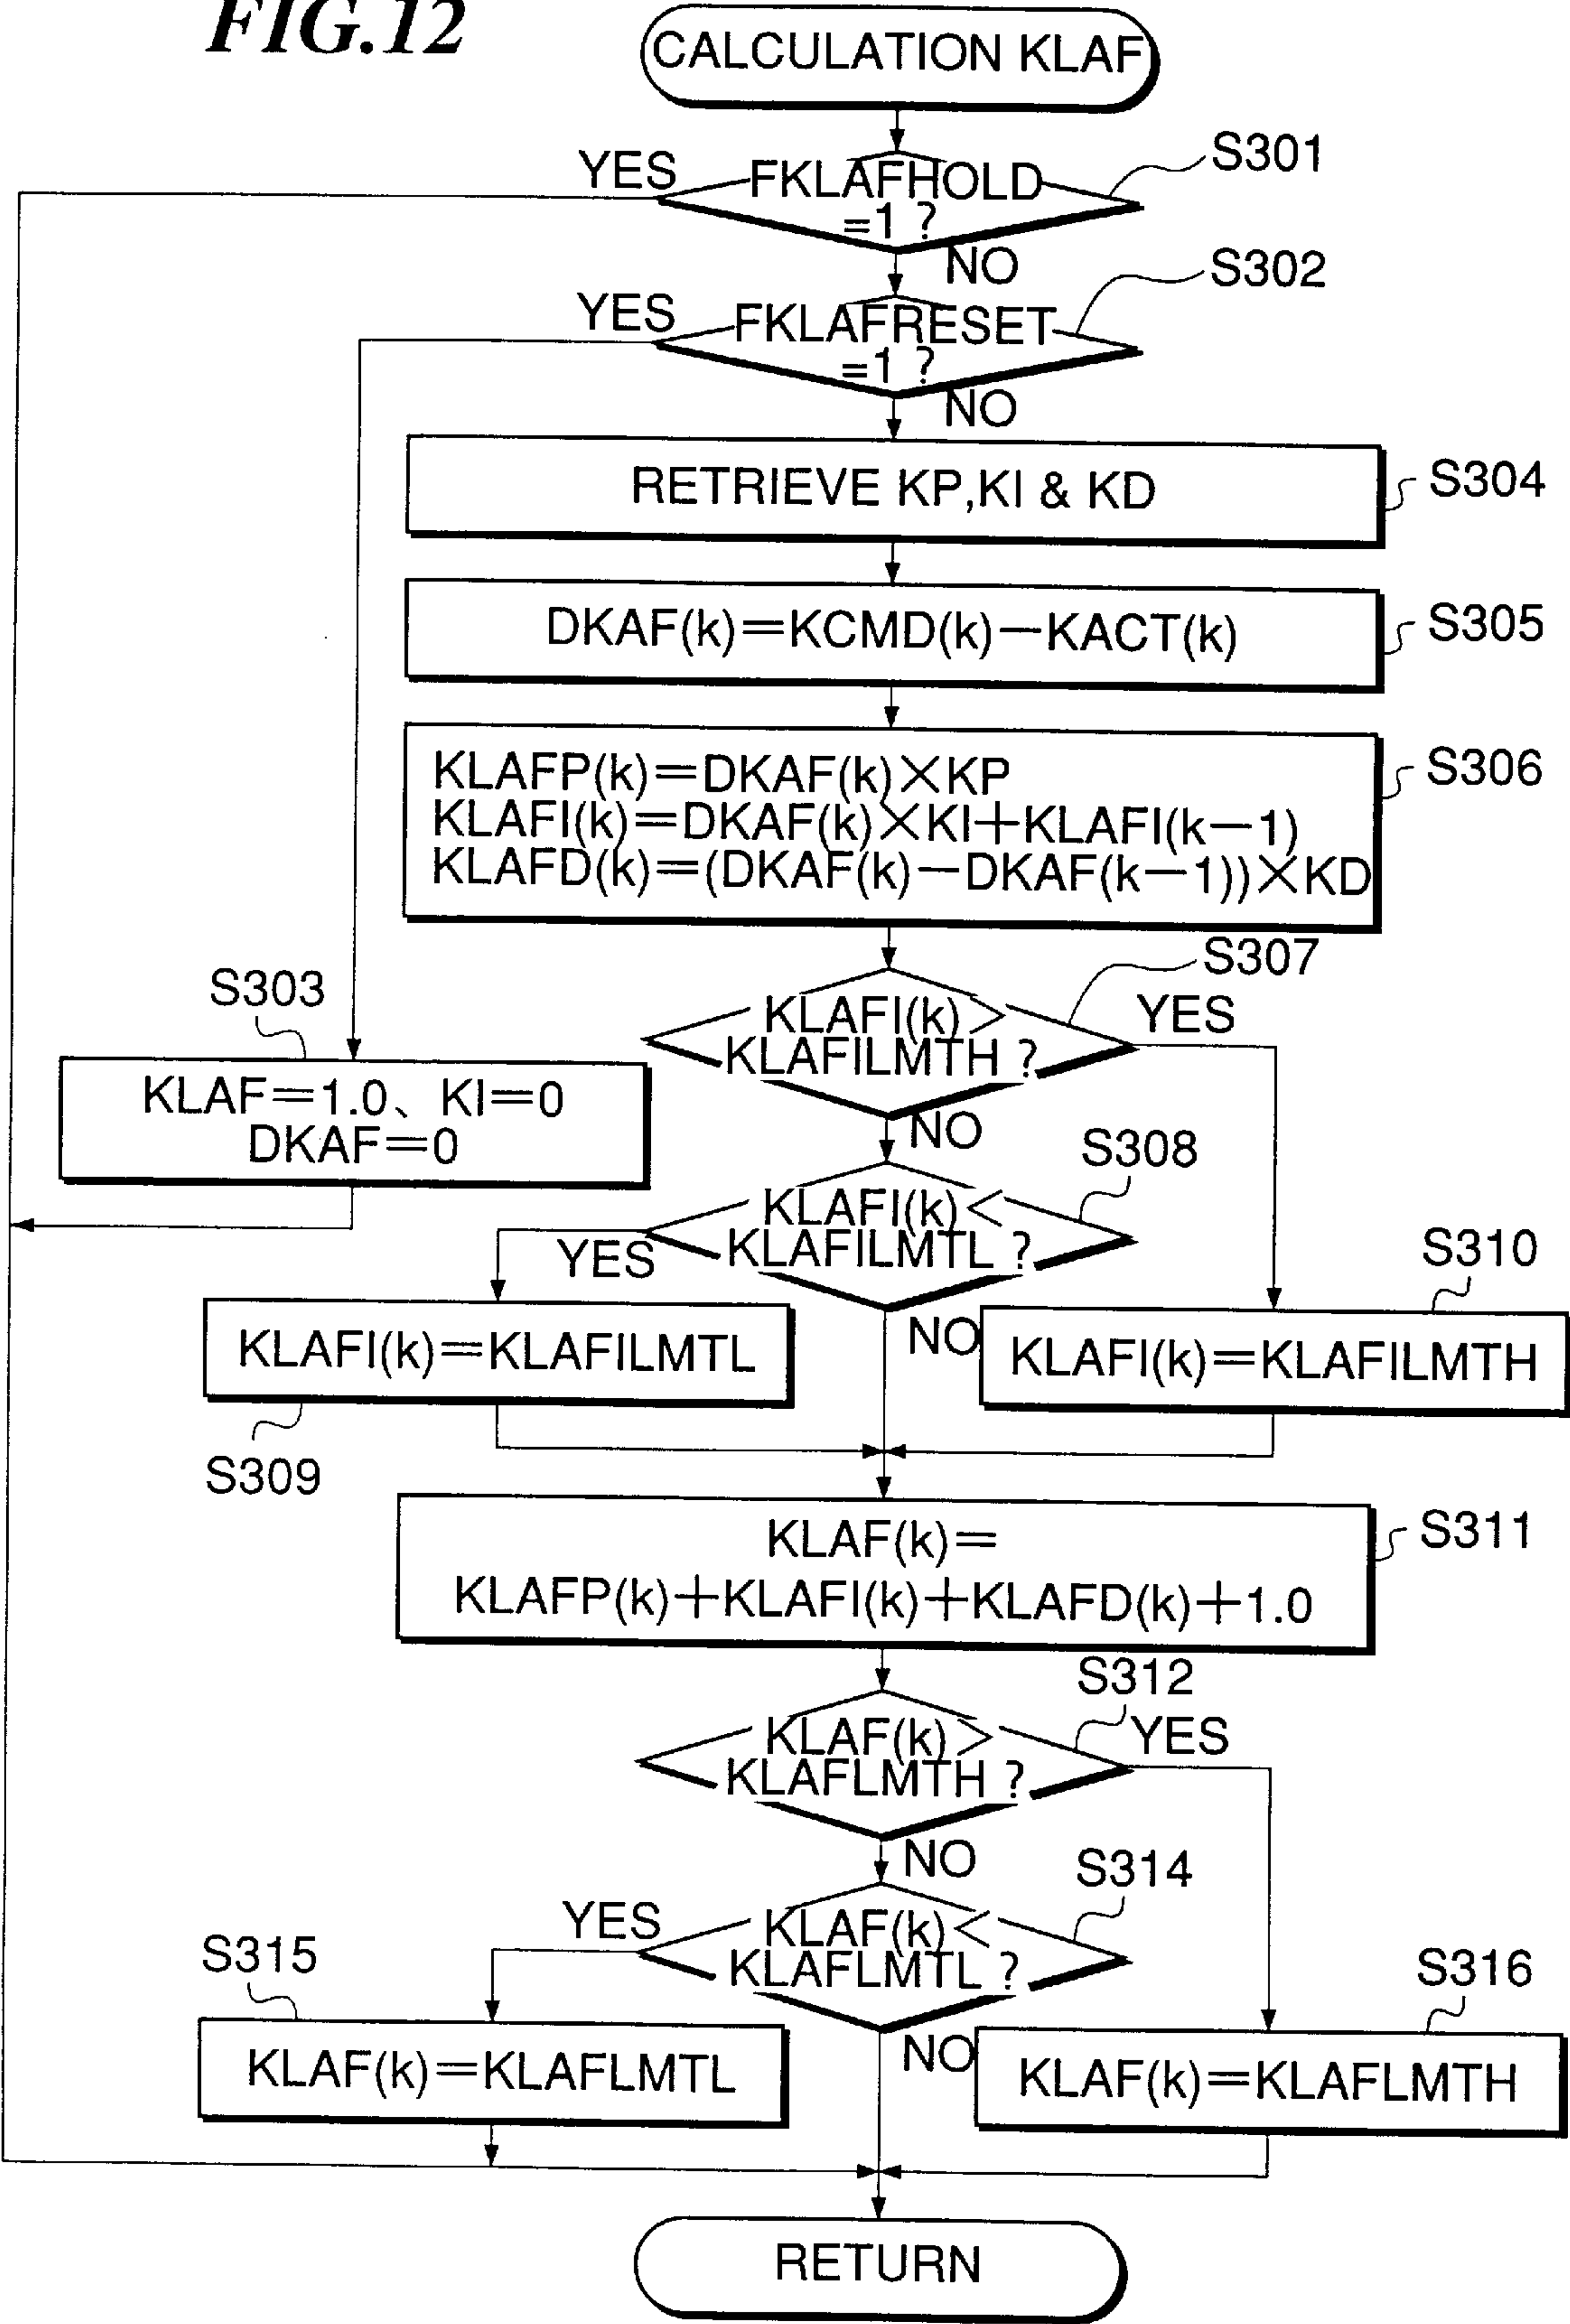 FIG.12
CALCULATION KLAF
S301
YES
FKLAFHOLD
=1 ?
NO
S302
YES
FKLAFRESET
=1 ?
NO
RETRIEVE KP,KI & KD
S304
DKAF(k)=KCMD(k)−KACT(k)
S305
KLAFP(k)=DKAF(k)×KP
KLAFI(k)=DKAF(k)×KI+KLAFI(k−1)
KLAFD(k)=(DKAF(k)−DKAF(k−1))×KD
S306
S307
S303
KLAFI(k)>
KLAFILMTH ?
YES
KLAF=1.0、KI=0
DKAF=0
NO
S308
KLAFI(k)<
KLAFILMTL ?
YES
S310
NO
KLAFI(k)=KLAFILMTL
KLAFI(k)=KLAFILMTH
S309
KLAF(k)=
KLAFP(k)+KLAFI(k)+KLAFD(k)+1.0
S311
S312
KLAF(k)>
KLAFLMTH ?
YES
NO
S314
YES
KLAF(k)<
KLAFLMTL ?
S315
S316
NO
KLAF(k)=KLAFLMTL
KLAF(k)=KLAFLMTH
RETURN